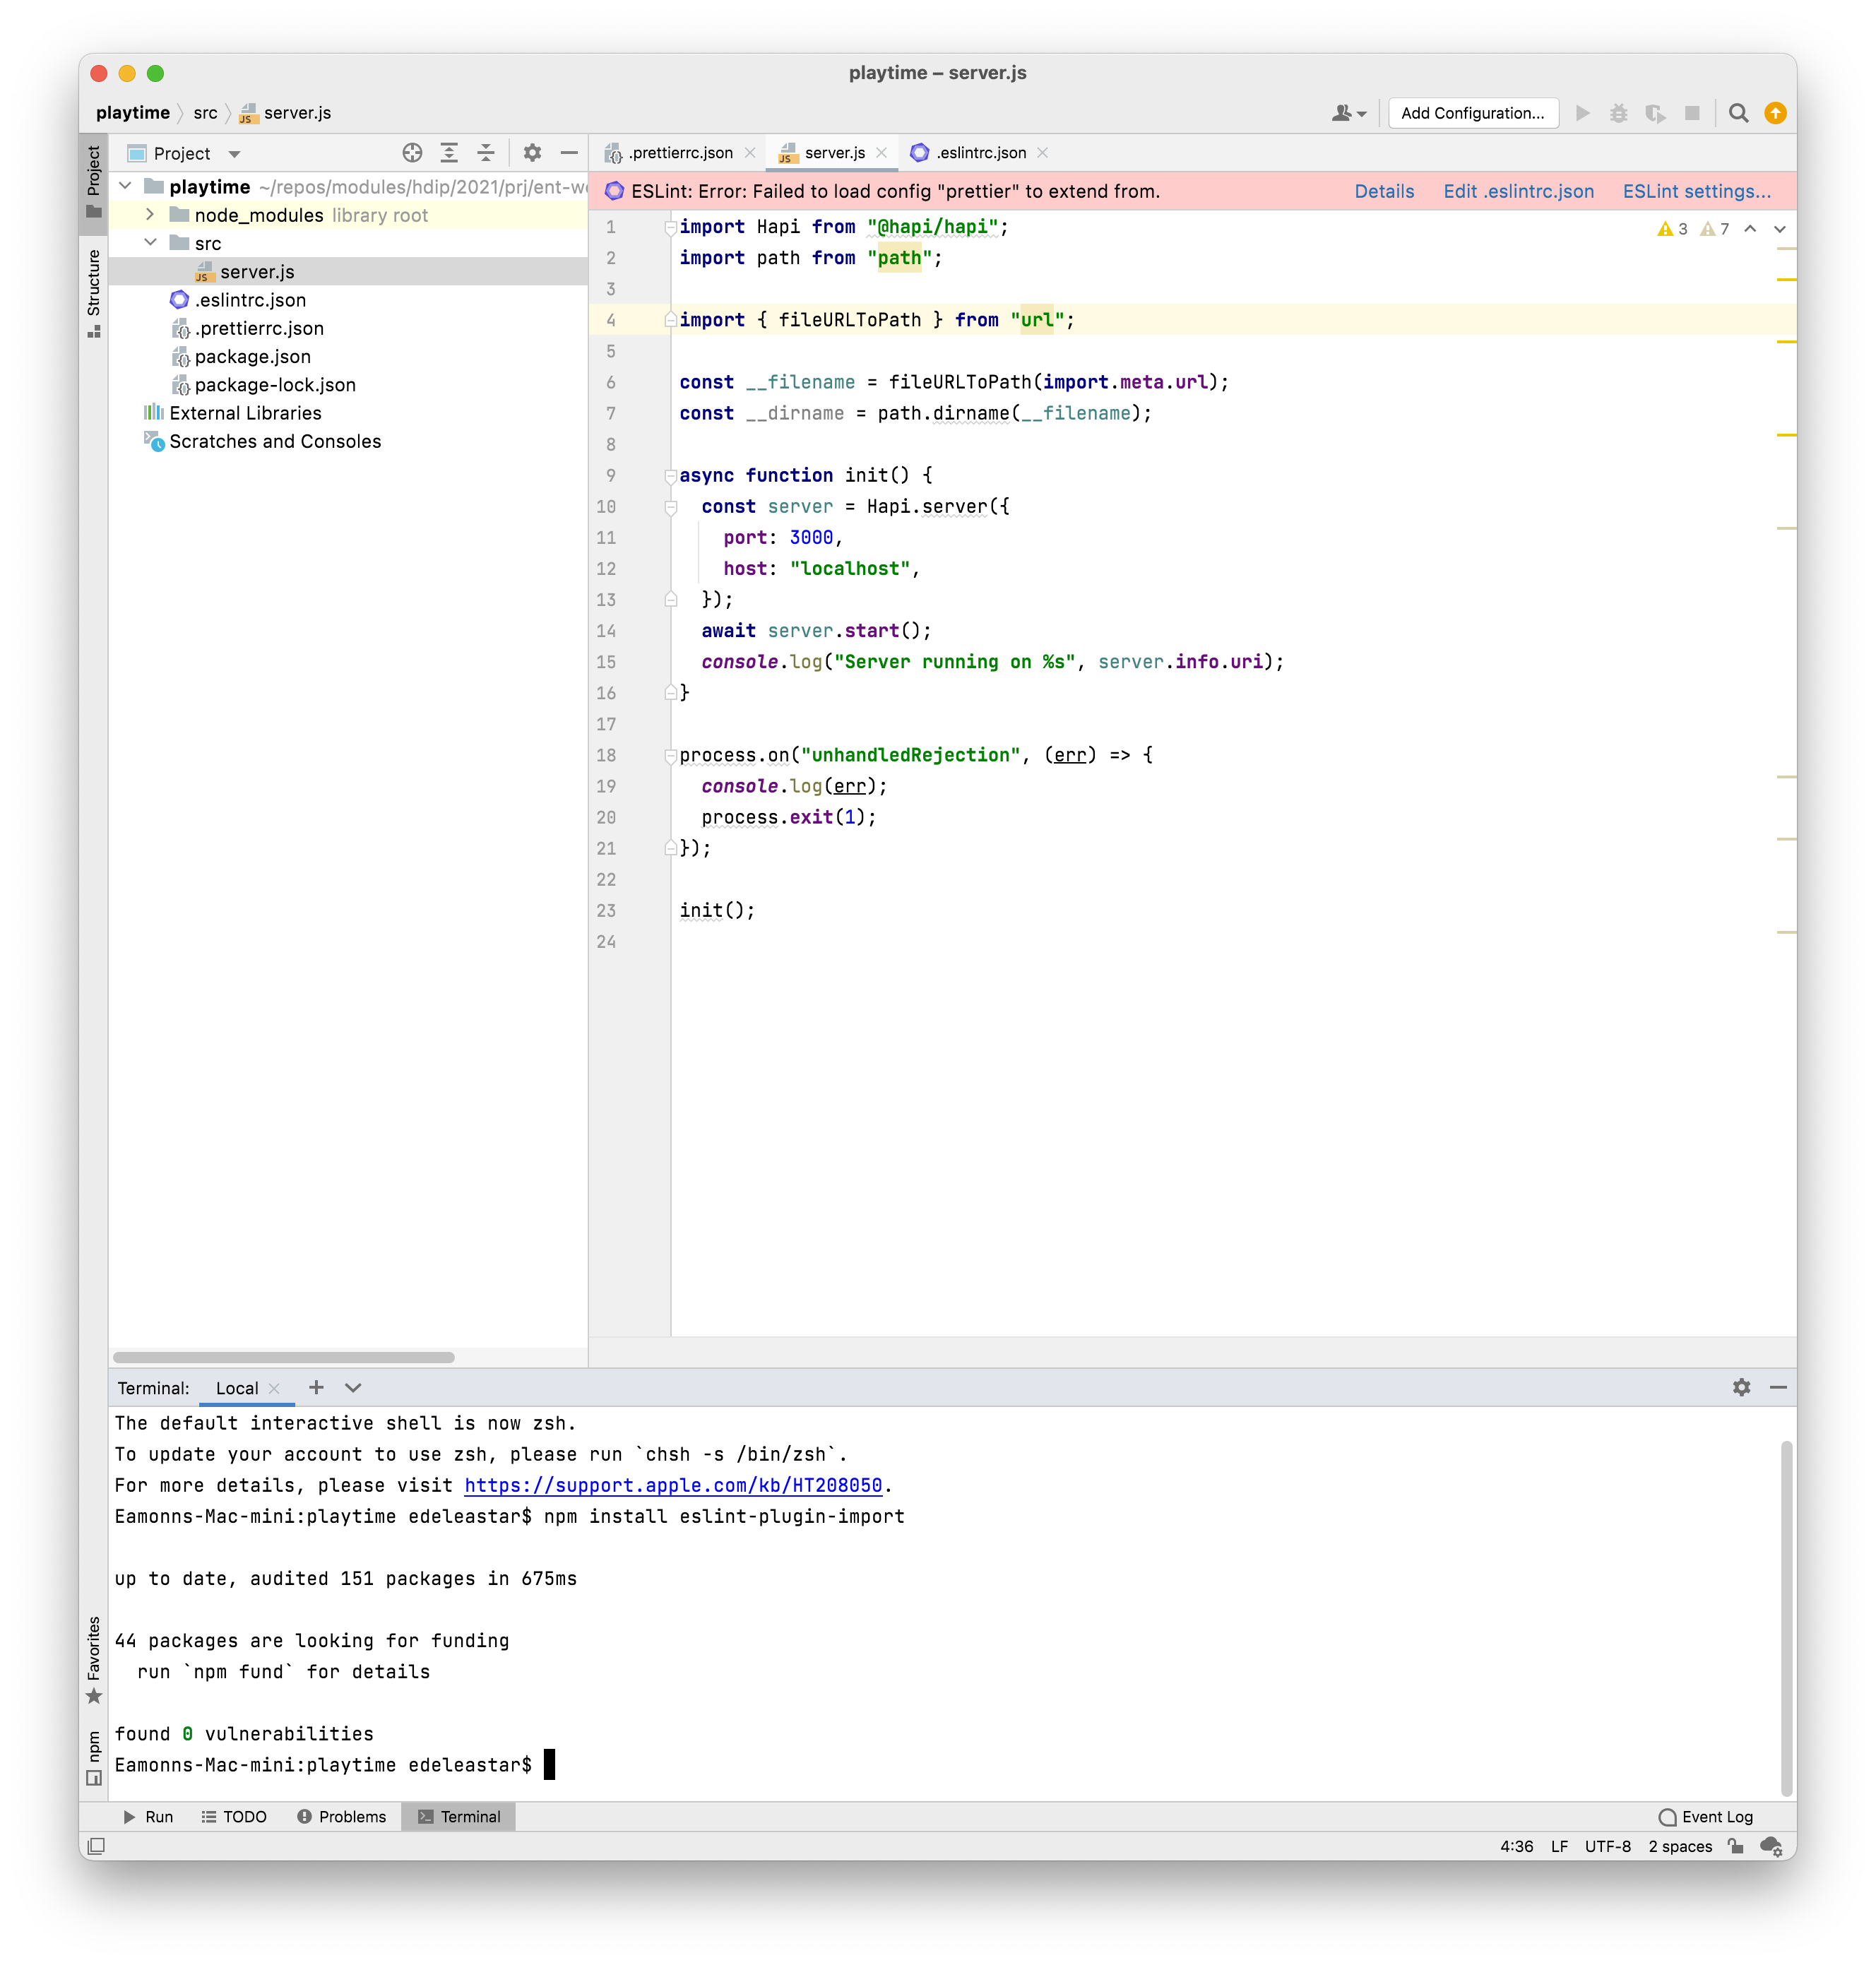 playtime – server.js
playtime src server.js
Add Configuration...
Project
Structure
Favorites
npm
Project
playtime ~/repos/modules/hdip/2021/prj/ent-w
node_modules library root
src
server.js
.eslintrc.json
.prettierrc.json
package.json
package-lock.json
External Libraries
Scratches and Consoles
.prettierrc.json server.js .eslintrc.json
ESLint: Error: Failed to load config "prettier" to extend from. Details Edit .eslintrc.json ESLint settings...
3 7
1 import Hapi from "@hapi/hapi";
2 import path from "path";
3
4 import { fileURLToPath } from "url";
5
6 const __filename = fileURLToPath(import.meta.url);
7 const __dirname = path.dirname(__filename);
8
9 async function init() {
10 const server = Hapi.server({
11 port: 3000,
12 host: "localhost",
13 });
14 await server.start();
15 console.log("Server running on %s", server.info.uri);
16 }
17
18 process.on("unhandledRejection", (err) => {
19 console.log(err);
20 process.exit(1);
21 });
22
23 init();
24
Terminal: Local
The default interactive shell is now zsh.
To update your account to use zsh, please run `chsh -s /bin/zsh`.
For more details, please visit https://support.apple.com/kb/HT208050.
Eamonns-Mac-mini:playtime edeleastar$ npm install eslint-plugin-import
up to date, audited 151 packages in 675ms
44 packages are looking for funding
run `npm fund` for details
found 0 vulnerabilities
Eamonns-Mac-mini:playtime edeleastar$
Run TODO Problems Terminal Event Log
4:36 LF UTF-8 2 spaces